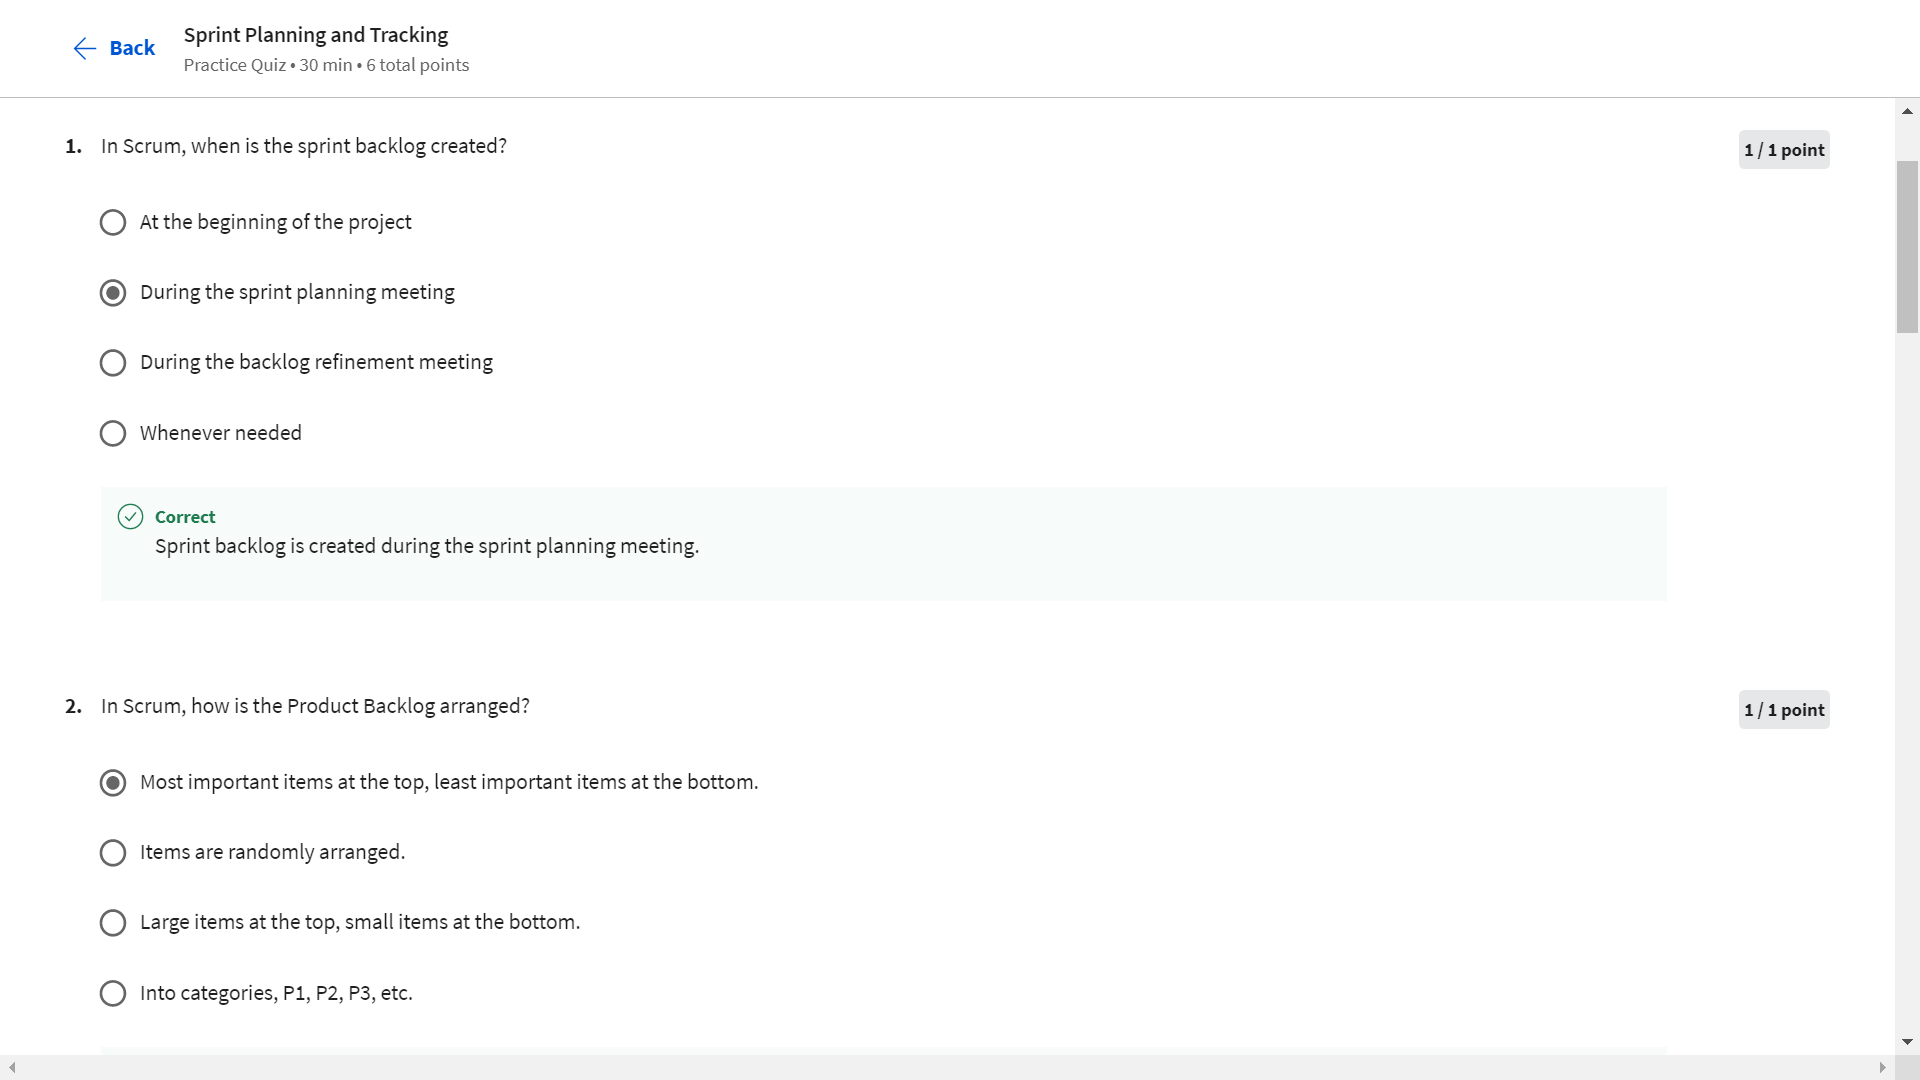 Back
Sprint Planning and Tracking
Practice Quiz • 30 min • 6 total points
1. In Scrum, when is the sprint backlog created?
1 / 1 point
At the beginning of the project
During the sprint planning meeting
During the backlog refinement meeting
Whenever needed
Correct
Sprint backlog is created during the sprint planning meeting.
2. In Scrum, how is the Product Backlog arranged?
1 / 1 point
Most important items at the top, least important items at the bottom.
Items are randomly arranged.
Large items at the top, small items at the bottom.
Into categories, P1, P2, P3, etc.